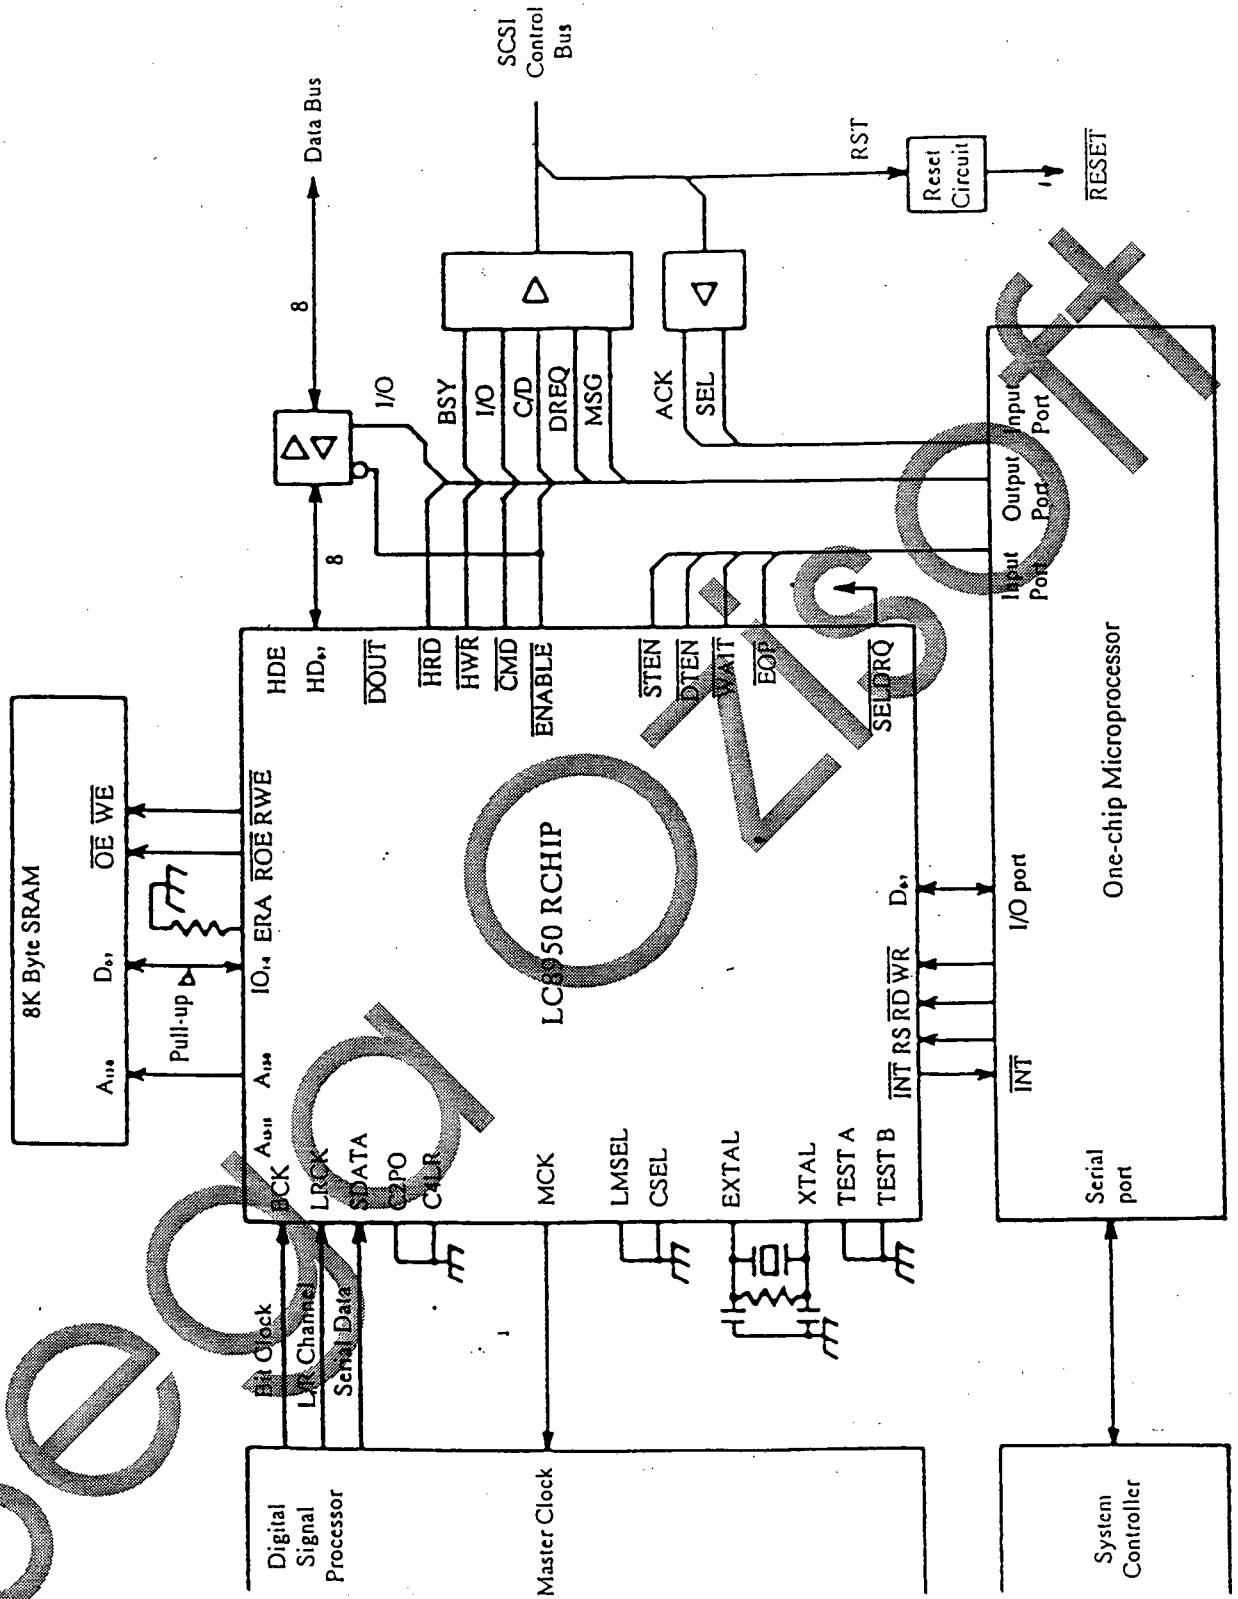 8K Byte SRAM
A₁₂₋₀
D₀₋₇
OE WE
Pull-up
A₁₃₋₁₅
A₁₂₋₀
IO₁₋₈
ERA
ROE
RWE
BCK
LRCK
SDATA
C2PO
C4LR
MCK
LMSEL
CSEL
EXTAL
XTAL
TEST A
TEST B
HDE
HD₀₋₇
DOUT
HRD
HWR
CMD
ENABLE
STEN
DTEN
WAIT
EOP
SELDRQ
LC8950 RCHIP
INT
RS
RD
WR
D₀₋₇
Digital
Signal
Processor
Bit Clock
L/R Channel
Serial Data
Master Clock
8
8
Data Bus
I/O
BSY
I/O
C/D
DREQ
MSG
ACK
SEL
SCSI
Control
Bus
RST
Reset
Circuit
RESET
Serial
port
INT
I/O port
Input
Port
Output
Port
Input
Port
One-chip Microprocessor
System
Controller